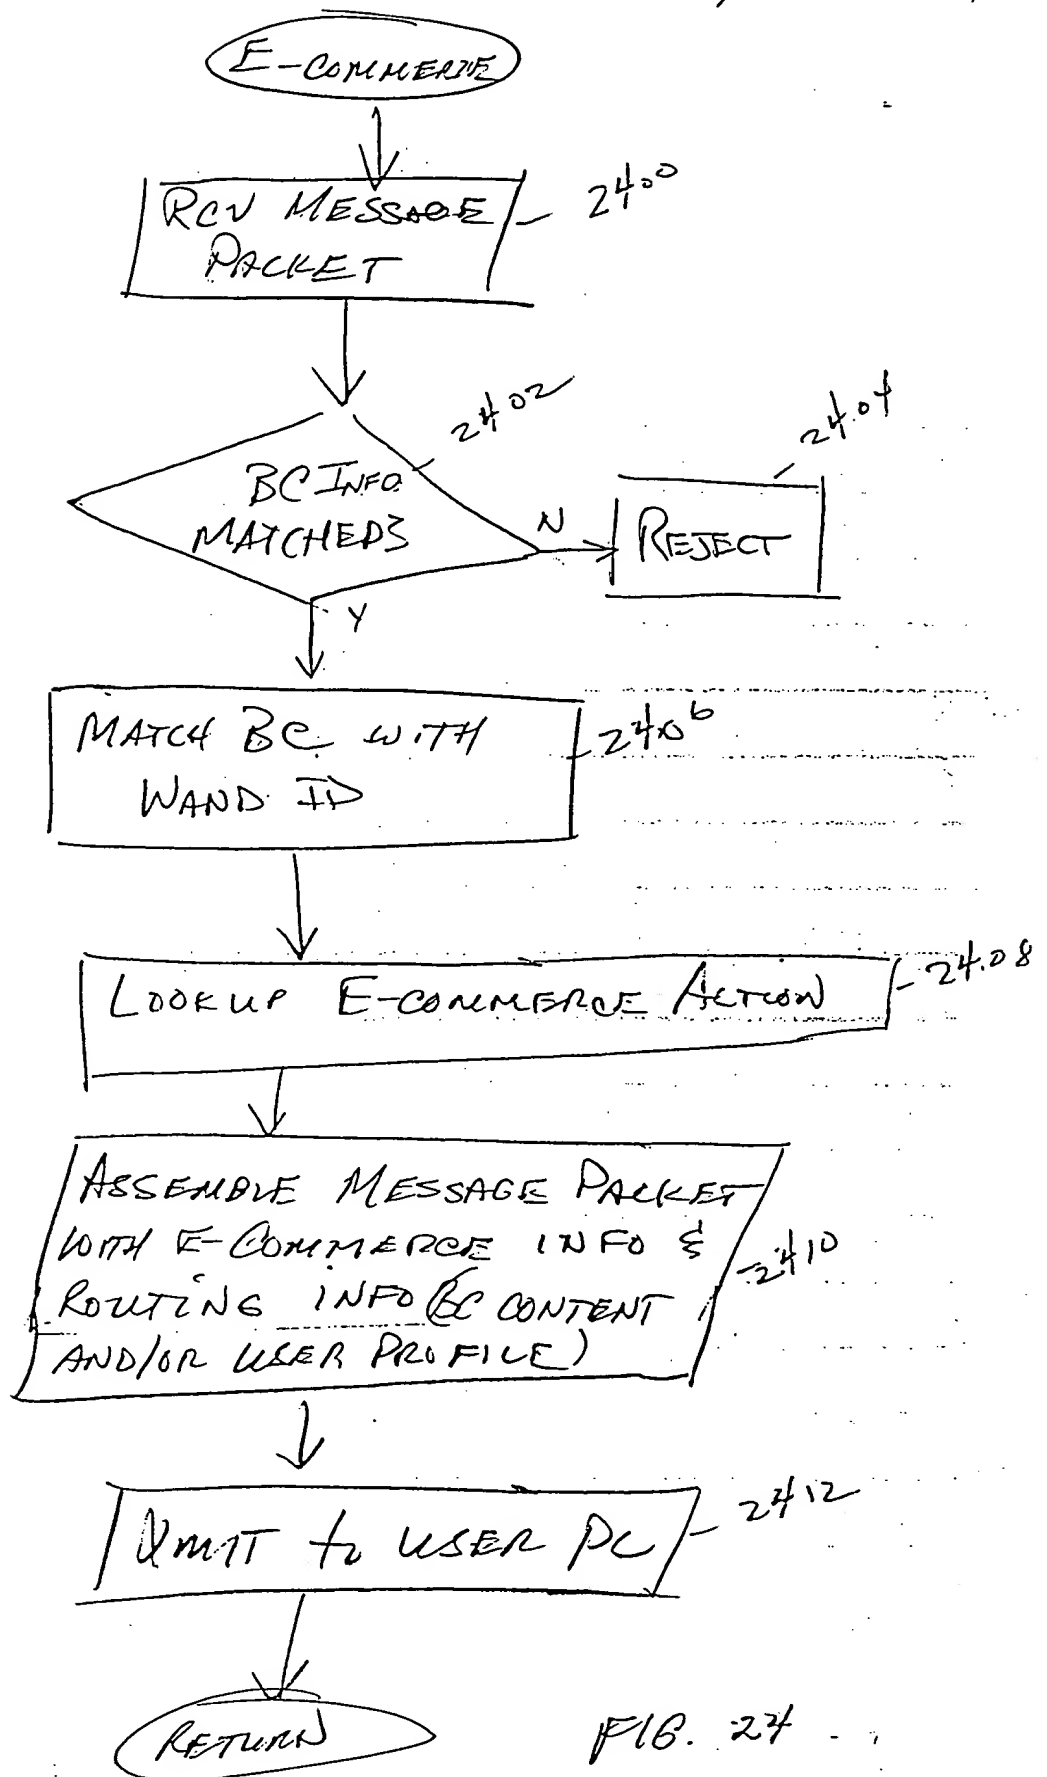 E-COMMERCE
RCV MESSAGE
PACKET
2400
2402
BC INFO
MATCHED?
N
2404
REJECT
Y
MATCH BC WITH
WAND ID
2406
LOOKUP E-COMMERCE ACTION
2408
ASSEMBLE MESSAGE PACKET
WITH E-COMMERCE INFO &
ROUTING INFO (BC CONTENT
AND/OR USER PROFILE)
2410
XMIT to USER PC
2412
RETURN
FIG. 24